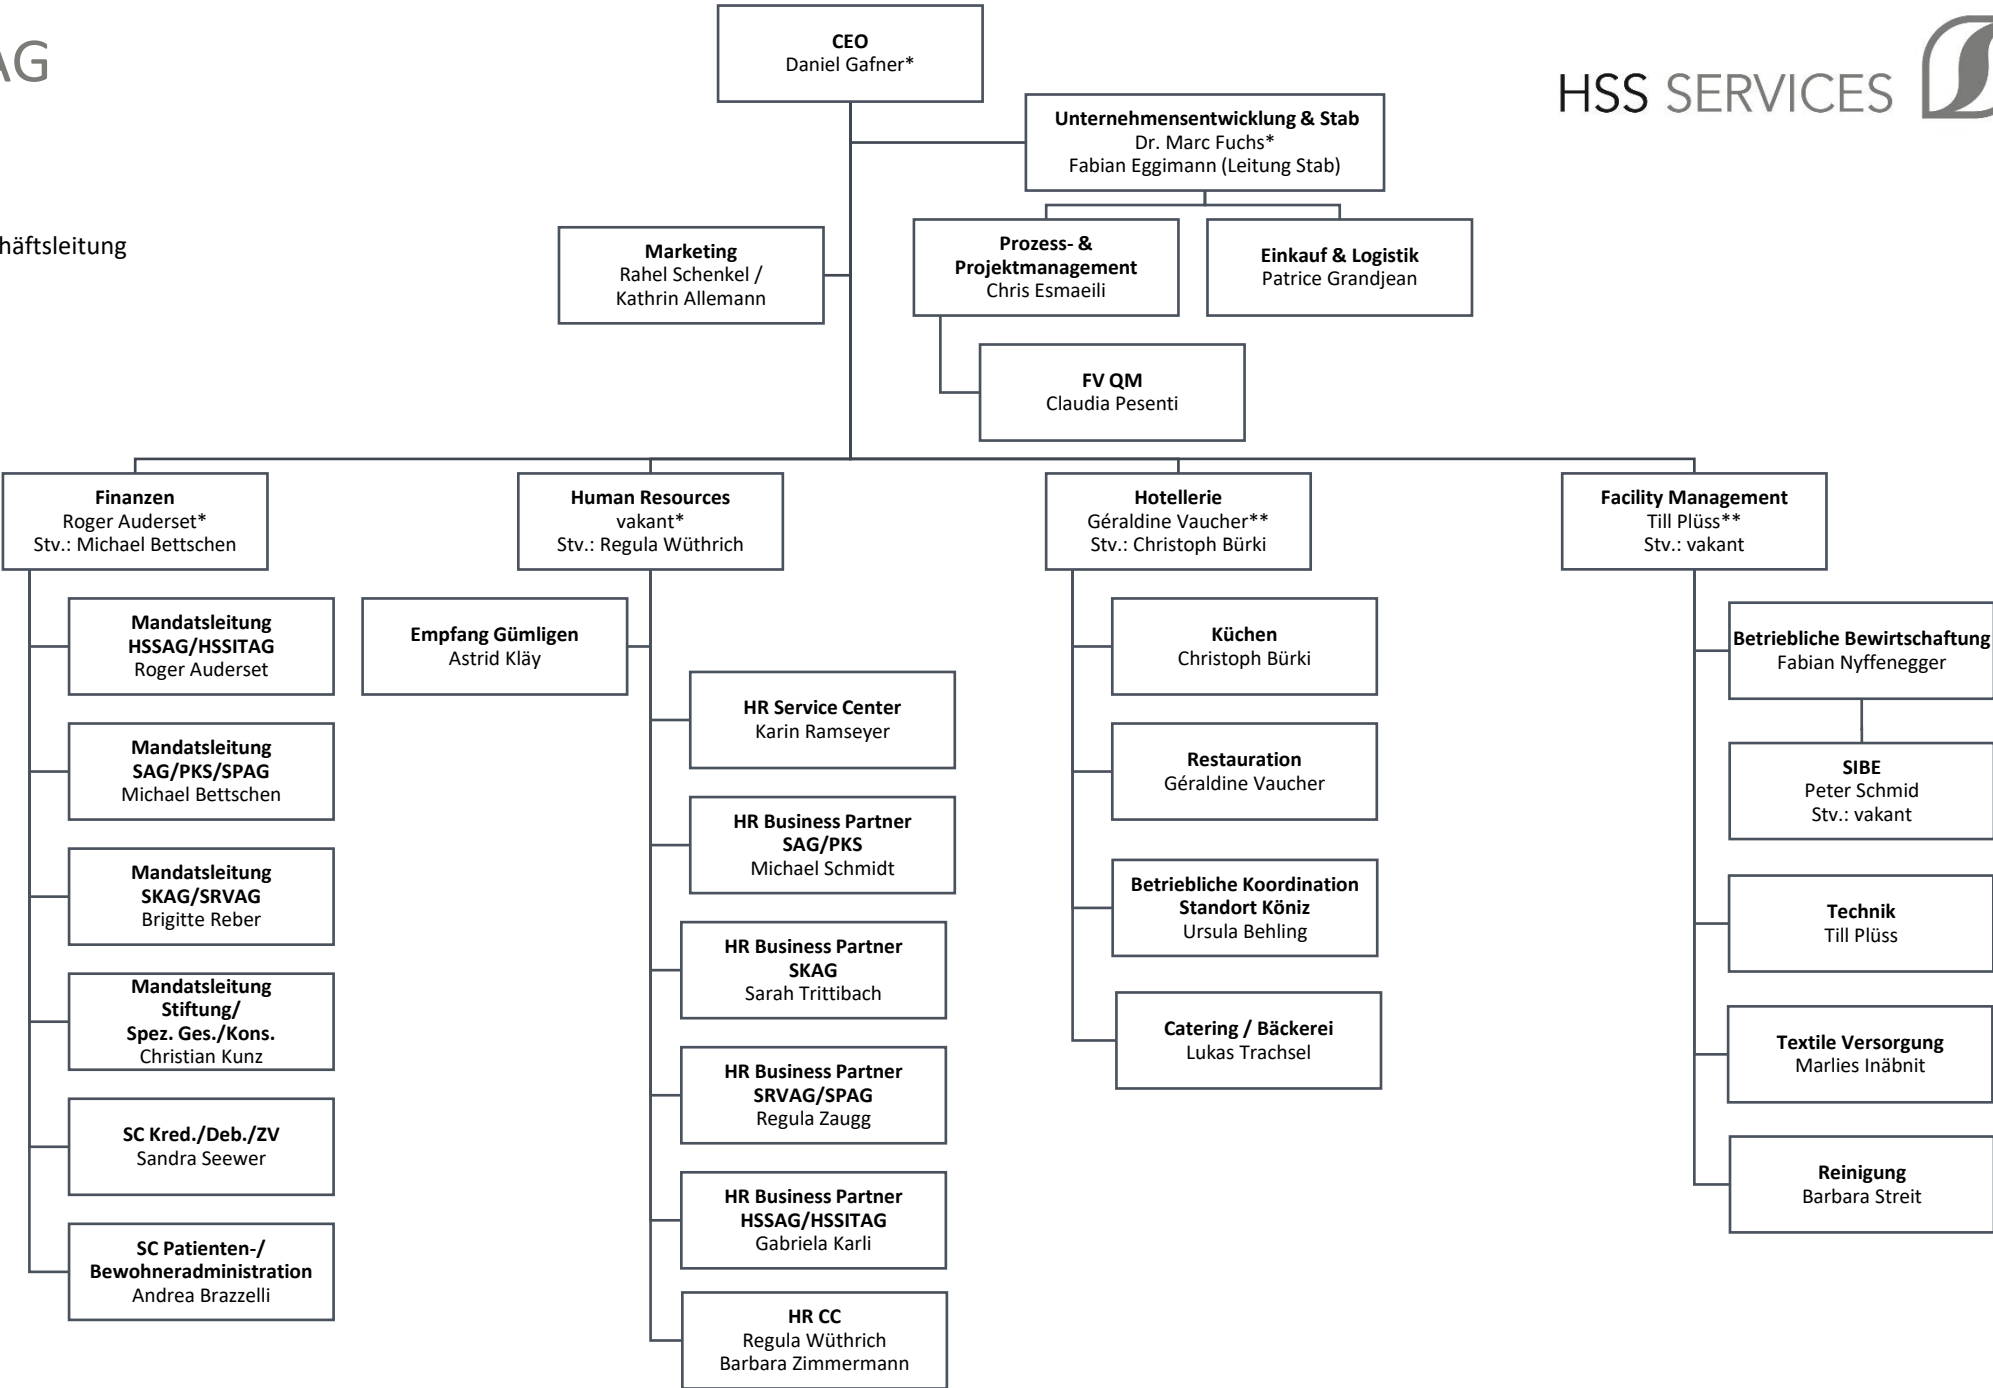 AG
HSS SERVICES
häftsleitung
CEO
Daniel Gafner*
Unternehmensentwicklung & Stab
Dr. Marc Fuchs*
Fabian Eggimann (Leitung Stab)
Marketing
Rahel Schenkel /
Kathrin Allemann
Prozess- &
Projektmanagement
Chris Esmaeili
Einkauf & Logistik
Patrice Grandjean
FV QM
Claudia Pesenti
Finanzen
Roger Auderset*
Stv.: Michael Bettschen
Human Resources
vakant*
Stv.: Regula Wüthrich
Hotellerie
Géraldine Vaucher**
Stv.: Christoph Bürki
Facility Management
Till Plüss**
Stv.: vakant
Mandatsleitung
HSSAG/HSSITAG
Roger Auderset
Mandatsleitung
SAG/PKS/SPAG
Michael Bettschen
Mandatsleitung
SKAG/SRVAG
Brigitte Reber
Mandatsleitung
Stiftung/
Spez. Ges./Kons.
Christian Kunz
SC Kred./Deb./ZV
Sandra Seewer
SC Patienten-/
Bewohneradministration
Andrea Brazzelli
Empfang Gümligen
Astrid Kläy
HR Service Center
Karin Ramseyer
HR Business Partner
SAG/PKS
Michael Schmidt
HR Business Partner
SKAG
Sarah Trittibach
HR Business Partner
SRVAG/SPAG
Regula Zaugg
HR Business Partner
HSSAG/HSSITAG
Gabriela Karli
HR CC
Regula Wüthrich
Barbara Zimmermann
Küchen
Christoph Bürki
Restauration
Géraldine Vaucher
Betriebliche Koordination
Standort Köniz
Ursula Behling
Catering / Bäckerei
Lukas Trachsel
Betriebliche Bewirtschaftung
Fabian Nyffenegger
SIBE
Peter Schmid
Stv.: vakant
Technik
Till Plüss
Textile Versorgung
Marlies Inäbnit
Reinigung
Barbara Streit